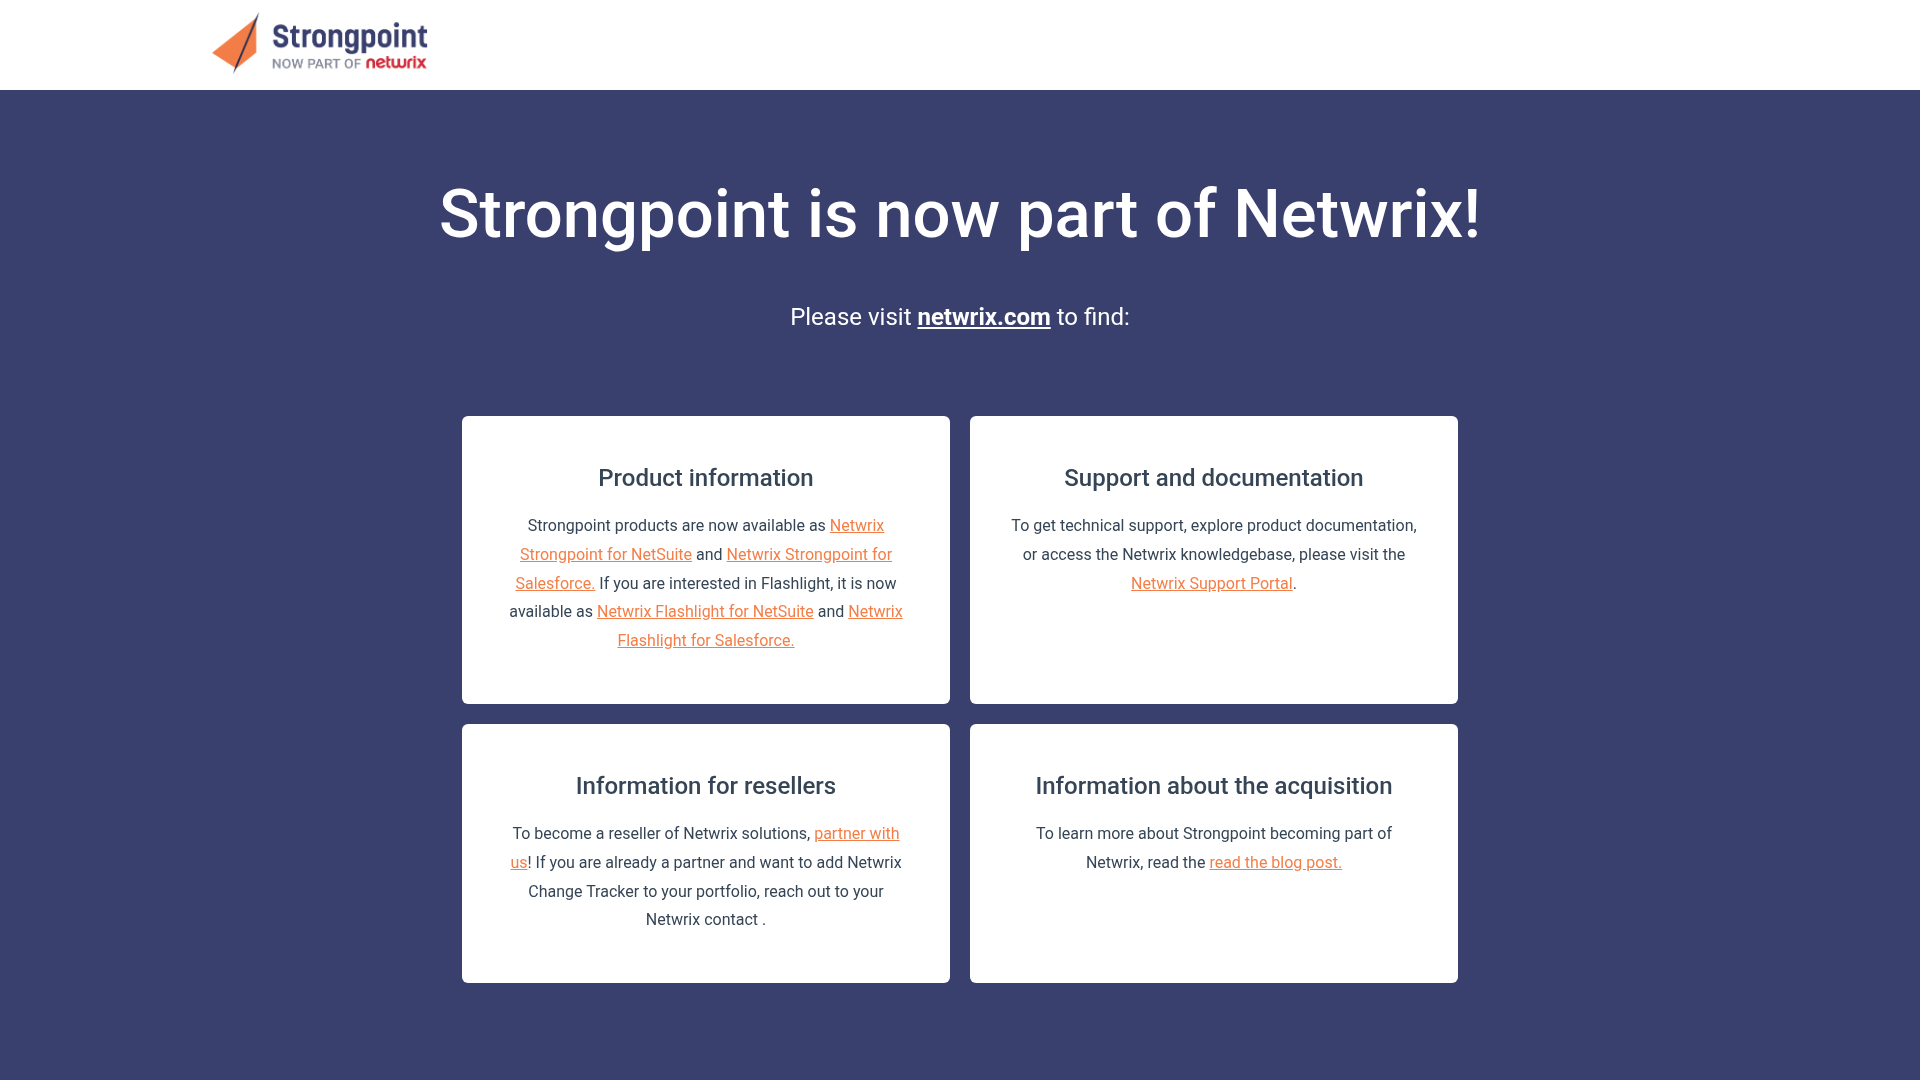 Strongpoint
NOW PART OF netwrix
Strongpoint is now part of Netwrix!
Please visit netwrix.com to find:
Product information
Strongpoint products are now available as Netwrix
Strongpoint for NetSuite and Netwrix Strongpoint for
Salesforce. If you are interested in Flashlight, it is now
available as Netwrix Flashlight for NetSuite and Netwrix
Flashlight for Salesforce.
Support and documentation
To get technical support, explore product documentation,
or access the Netwrix knowledgebase, please visit the
Netwrix Support Portal.
Information for resellers
To become a reseller of Netwrix solutions, partner with
us! If you are already a partner and want to add Netwrix
Change Tracker to your portfolio, reach out to your
Netwrix contact .
Information about the acquisition
To learn more about Strongpoint becoming part of
Netwrix, read the read the blog post.